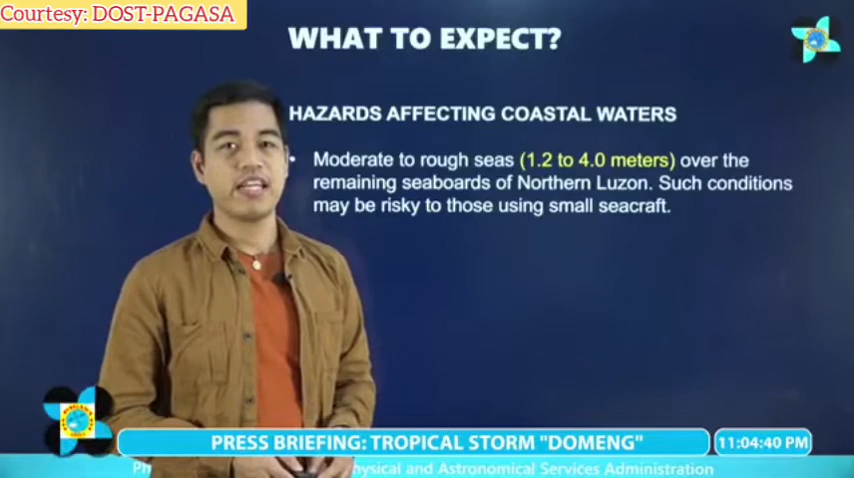 Courtesy: DOST-PAGASA
WHAT TO EXPECT?
HAZARDS AFFECTING COASTAL WATERS
• Moderate to rough seas (1.2 to 4.0 meters) over the
remaining seaboards of Northern Luzon. Such conditions
may be risky to those using small seacraft.
PRESS BRIEFING: TROPICAL STORM "DOMENG"
11:04:40 PM
and Astronomical Services Administration